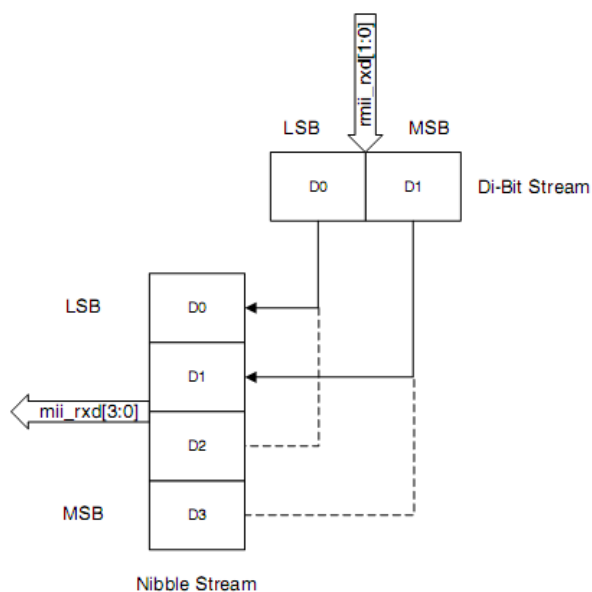 rmii_rxd[1:0]
LSB
MSB
D0
D1
Di-Bit Stream
LSB
D0
D1
mii_rxd[3:0]
D2
MSB
D3
Nibble Stream